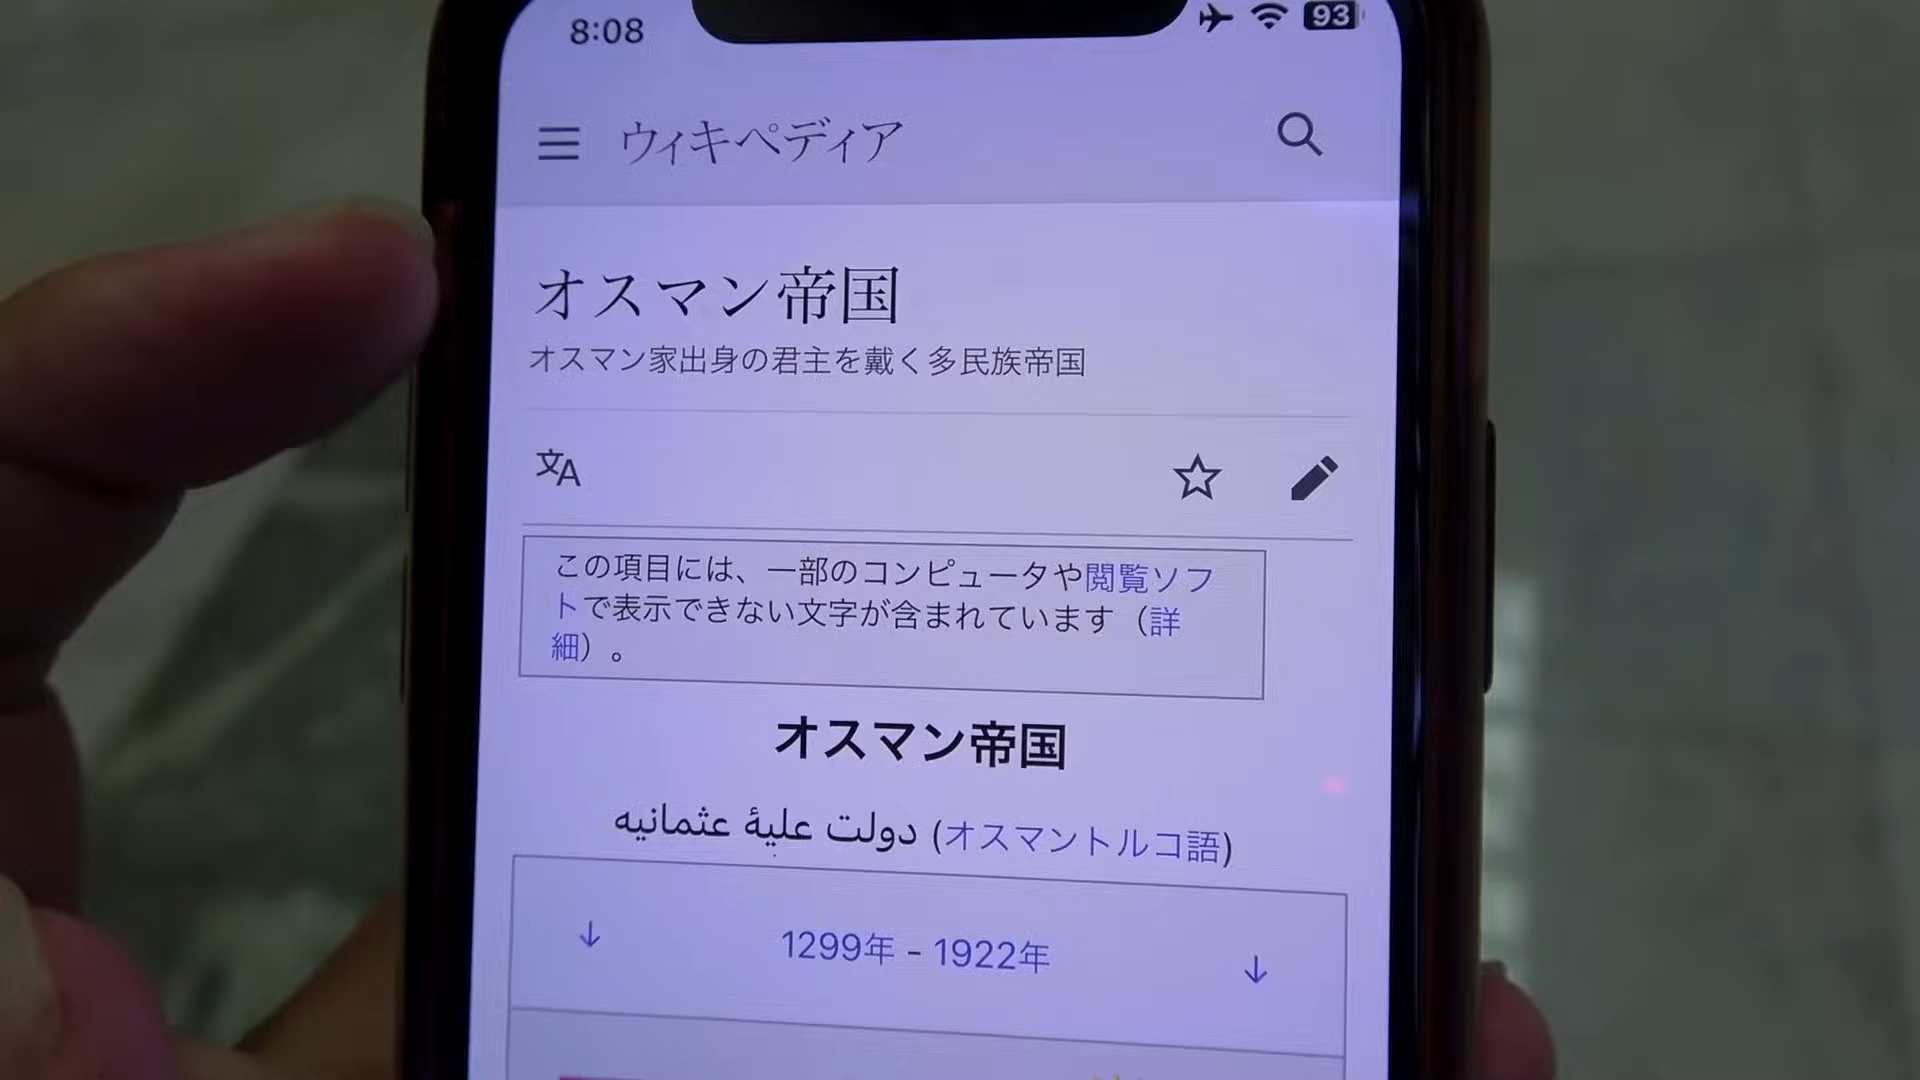 8:08
93
ウィキペディア
オスマン帝国
オスマン家出身の君主を戴く多民族帝国
文A
この項目には、一部のコンピュータや閲覧ソフ
トで表示できない文字が含まれています（詳
細）。
オスマン帝国
دولت عليهٔ عثمانیه (オスマントルコ語)
↓ 1299年 - 1922年 ↓